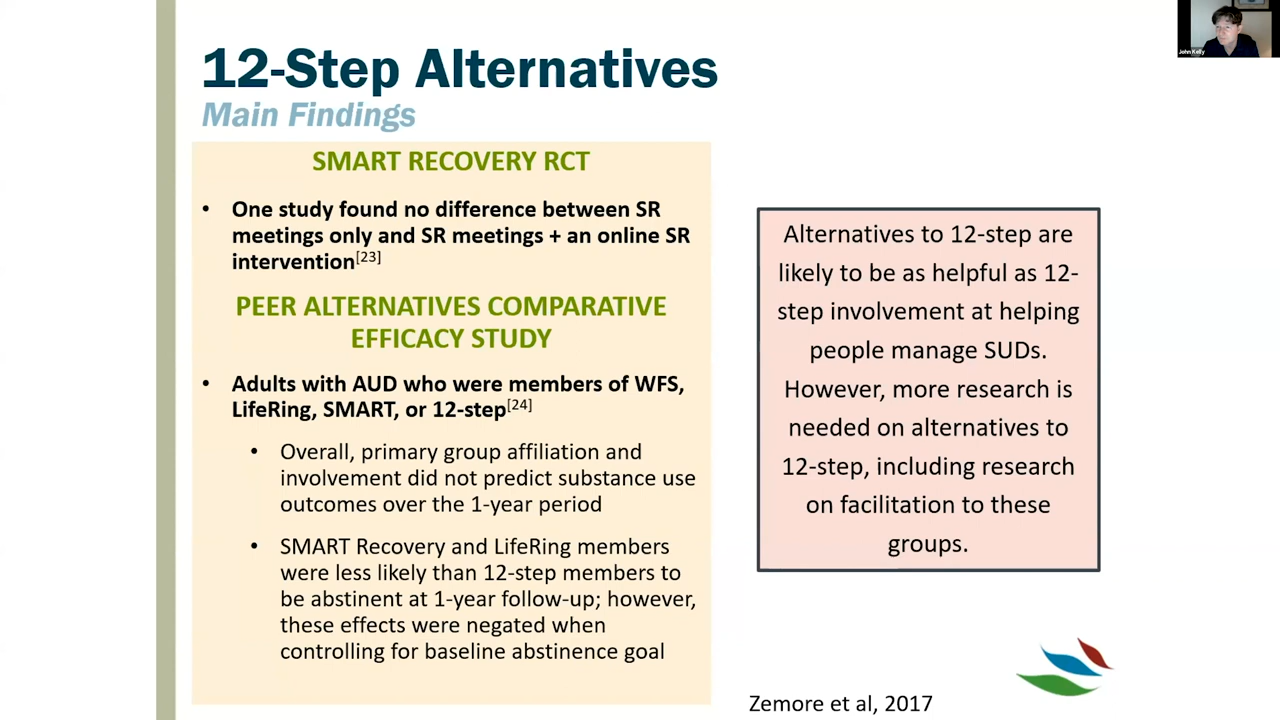 12-Step Alternatives
Main Findings
SMART RECOVERY RCT
• One study found no difference between SR
meetings only and SR meetings + an online SR
intervention[23]
PEER ALTERNATIVES COMPARATIVE
EFFICACY STUDY
• Adults with AUD who were members of WFS,
LifeRing, SMART, or 12-step[24]
• Overall, primary group affiliation and
involvement did not predict substance use
outcomes over the 1-year period
• SMART Recovery and LifeRing members
were less likely than 12-step members to
be abstinent at 1-year follow-up; however,
these effects were negated when
controlling for baseline abstinence goal
Alternatives to 12-step are
likely to be as helpful as 12-
step involvement at helping
people manage SUDs.
However, more research is
needed on alternatives to
12-step, including research
on facilitation to these
groups.
Zemore et al, 2017
John Kelly